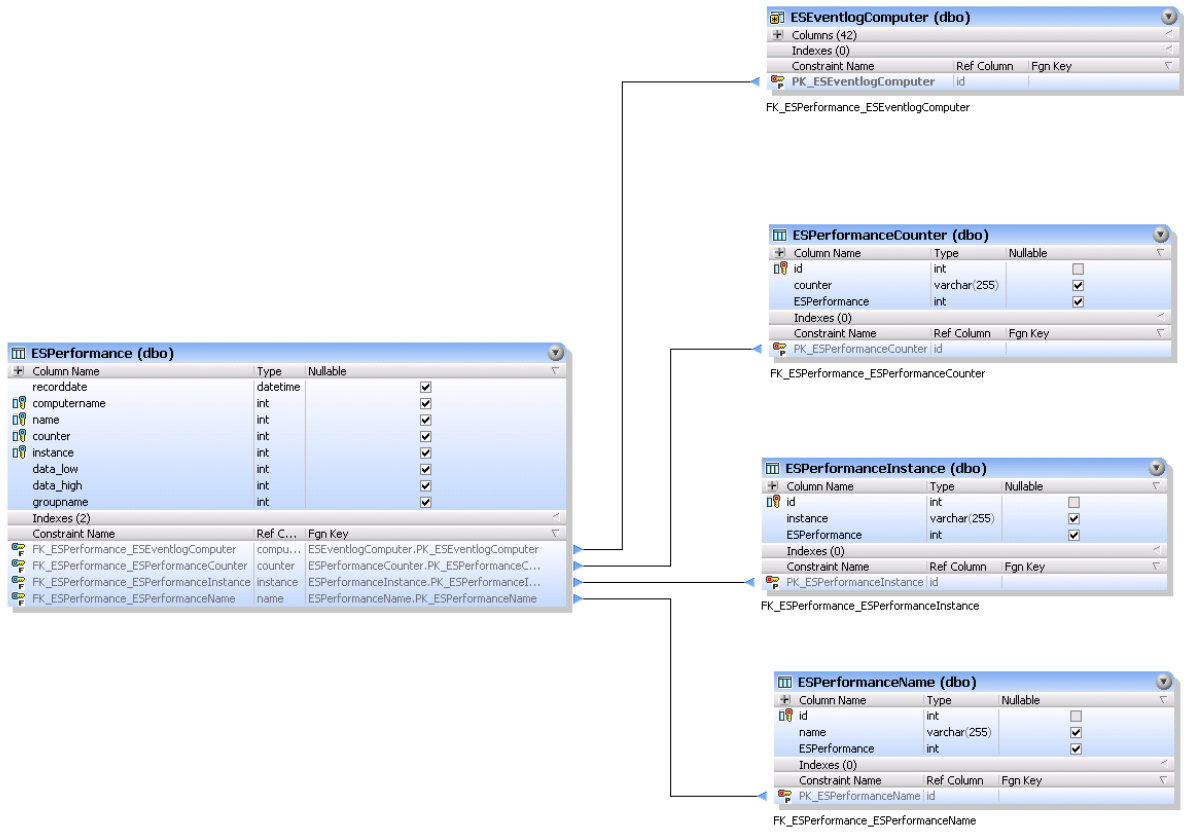 ESEventlogComputer (dbo)
Columns (42)
Indexes (0)
Constraint Name Ref Column Fgn Key
PK_ESEventlogComputer id
FK_ESPerformance_ESEventlogComputer
ESPerformanceCounter (dbo)
Column Name Type Nullable
id int
counter varchar(255)
ESPerformance int
Indexes (0)
Constraint Name Ref Column Fgn Key
PK_ESPerformanceCounter id
FK_ESPerformance_ESPerformanceCounter
ESPerformance (dbo)
Column Name Type Nullable
recorddate datetime
computername int
name int
counter int
instance int
data_low int
data_high int
groupname int
Indexes (2)
Constraint Name Ref C... Fgn Key
FK_ESPerformance_ESEventlogComputer compu... ESEventlogComputer.PK_ESEventlogComputer
FK_ESPerformance_ESPerformanceCounter counter ESPerformanceCounter.PK_ESPerformanceC...
FK_ESPerformance_ESPerformanceInstance instance ESPerformanceInstance.PK_ESPerformanceI...
FK_ESPerformance_ESPerformanceName name ESPerformanceName.PK_ESPerformanceName
ESPerformanceInstance (dbo)
Column Name Type Nullable
id int
instance varchar(255)
ESPerformance int
Indexes (0)
Constraint Name Ref Column Fgn Key
PK_ESPerformanceInstance id
FK_ESPerformance_ESPerformanceInstance
ESPerformanceName (dbo)
Column Name Type Nullable
id int
name varchar(255)
ESPerformance int
Indexes (0)
Constraint Name Ref Column Fgn Key
PK_ESPerformanceName id
FK_ESPerformance_ESPerformanceName